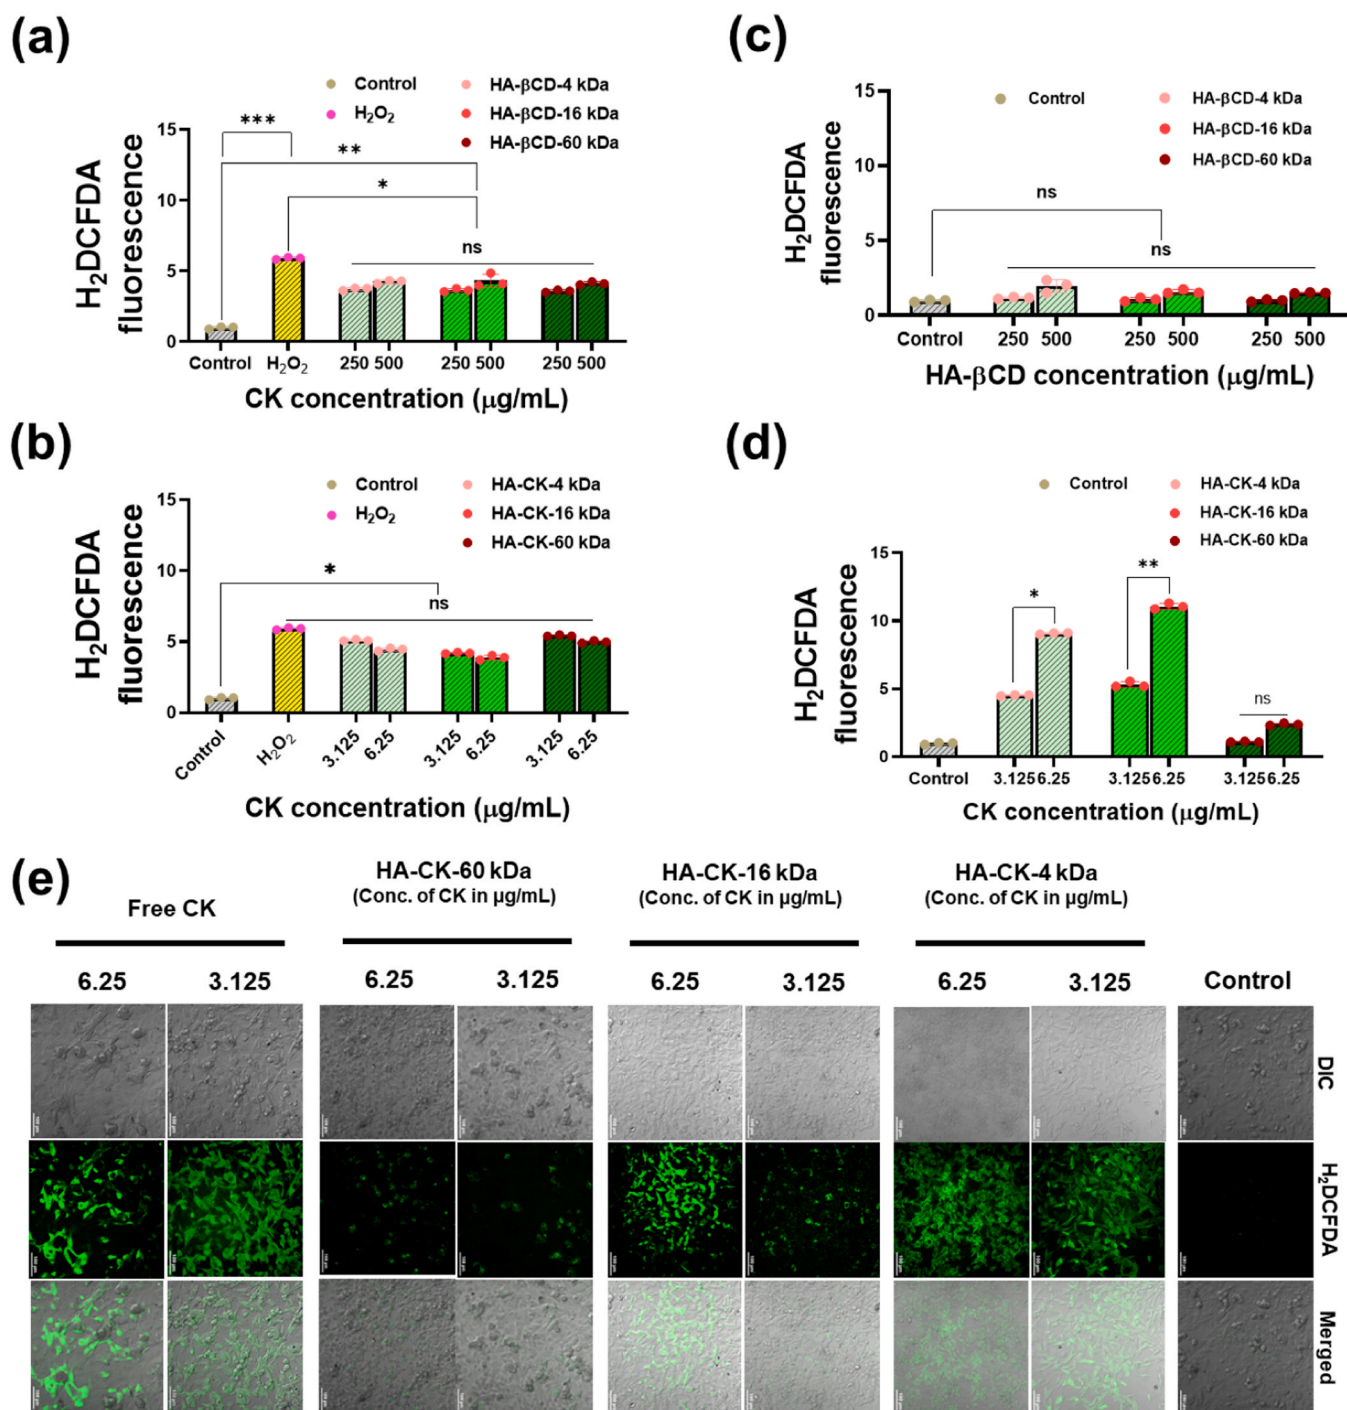 (a)
Control
H₂O₂
HA-βCD-4 kDa
HA-βCD-16 kDa
HA-βCD-60 kDa
H₂DCFDA
fluorescence
15
10
5
0
***
**
*
ns
Control H₂O₂ 250 500 250 500 250 500
CK concentration (μg/mL)
(c)
Control
HA-βCD-4 kDa
HA-βCD-16 kDa
HA-βCD-60 kDa
H₂DCFDA
fluorescence
15
10
5
0
ns
ns
Control 250 500 250 500 250 500
HA-βCD concentration (μg/mL)
(b)
Control
H₂O₂
HA-CK-4 kDa
HA-CK-16 kDa
HA-CK-60 kDa
H₂DCFDA
fluorescence
15
10
5
0
*
ns
Control H₂O₂ 3.125 6.25 3.125 6.25 3.125 6.25
CK concentration (μg/mL)
(d)
Control
HA-CK-4 kDa
HA-CK-16 kDa
HA-CK-60 kDa
H₂DCFDA
fluorescence
15
10
5
0
*
**
ns
Control 3.125 6.25 3.125 6.25 3.125 6.25
CK concentration (μg/mL)
(e)
Free CK
HA-CK-60 kDa
(Conc. of CK in μg/mL)
HA-CK-16 kDa
(Conc. of CK in μg/mL)
HA-CK-4 kDa
(Conc. of CK in μg/mL)
6.25 3.125 6.25 3.125 6.25 3.125 6.25 3.125 Control
DIC
H₂DCFDA
Merged